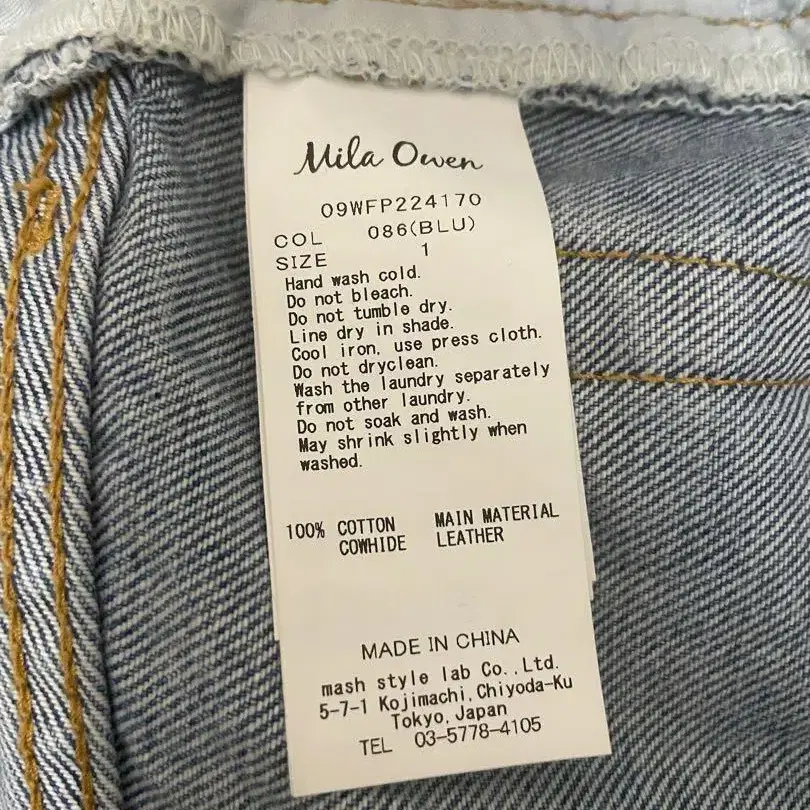 Mila Owen
09WFP224170
COL 086(BLU)
SIZE 1
Hand wash cold.
Do not bleach.
Do not tumble dry.
Line dry in shade.
Cool iron, use press cloth.
Do not dryclean.
Wash the laundry separately
from other laundry.
Do not soak and wash.
May shrink slightly when
washed.
100% COTTON MAIN MATERIAL
COWHIDE LEATHER
MADE IN CHINA
mash style lab Co.,Ltd.
5-7-1 Kojimachi,Chiyoda-Ku
Tokyo,Japan
TEL 03-5778-4105